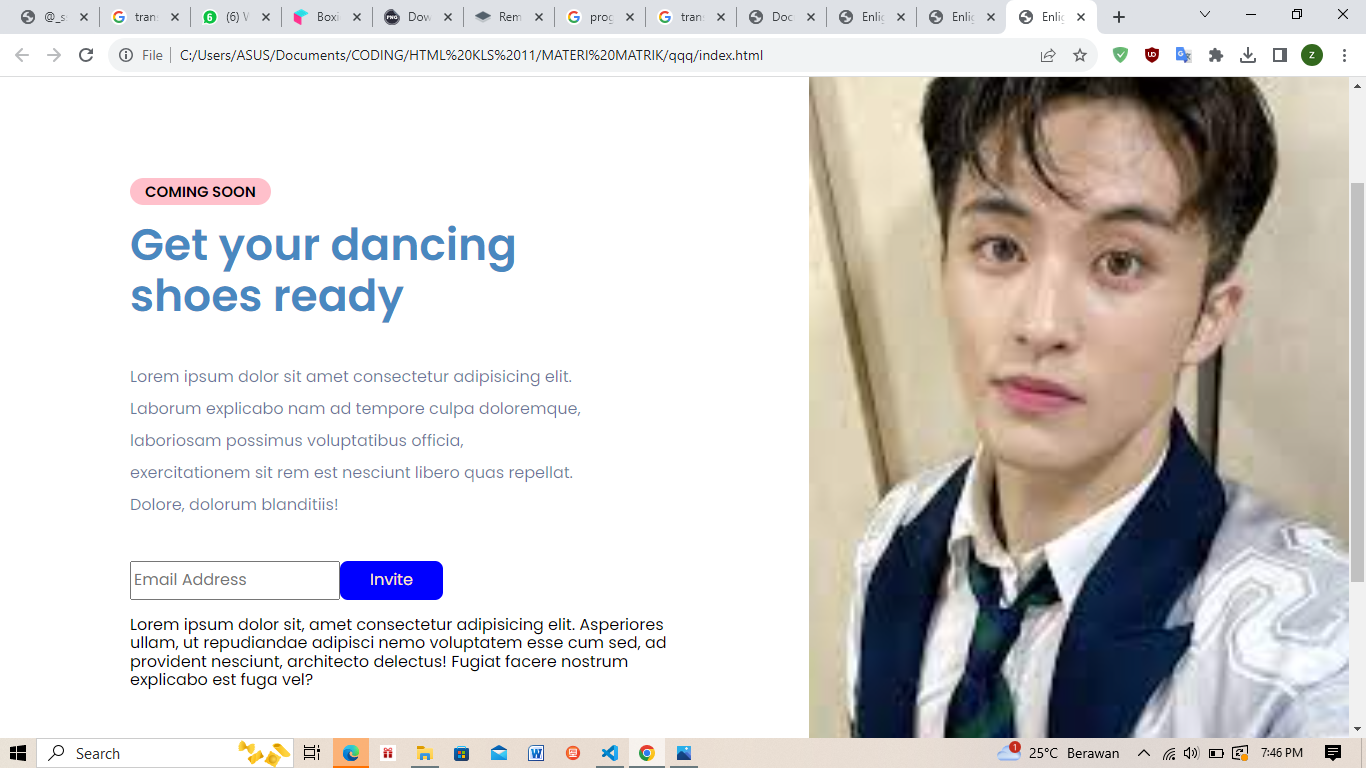 @_s
trans
(6) V
Boxi
Dow
Rem
prog
trans
Doc
Enlig
Enlig
Enlig
File C:/Users/ASUS/Documents/CODING/HTML%20KLS%2011/MATERI%20MATRIK/qqq/index.html
Z
COMING SOON
Get your dancing
shoes ready
Lorem ipsum dolor sit amet consectetur adipisicing elit.
Laborum explicabo nam ad tempore culpa doloremque,
laboriosam possimus voluptatibus officia,
exercitationem sit rem est nesciunt libero quas repellat.
Dolore, dolorum blanditiis!
Email Address Invite
Lorem ipsum dolor sit, amet consectetur adipisicing elit. Asperiores
ullam, ut repudiandae adipisci nemo voluptatem esse cum sed, ad
provident nesciunt, architecto delectus! Fugiat facere nostrum
explicabo est fuga vel?
Search 1 25°C Berawan 7:46 PM